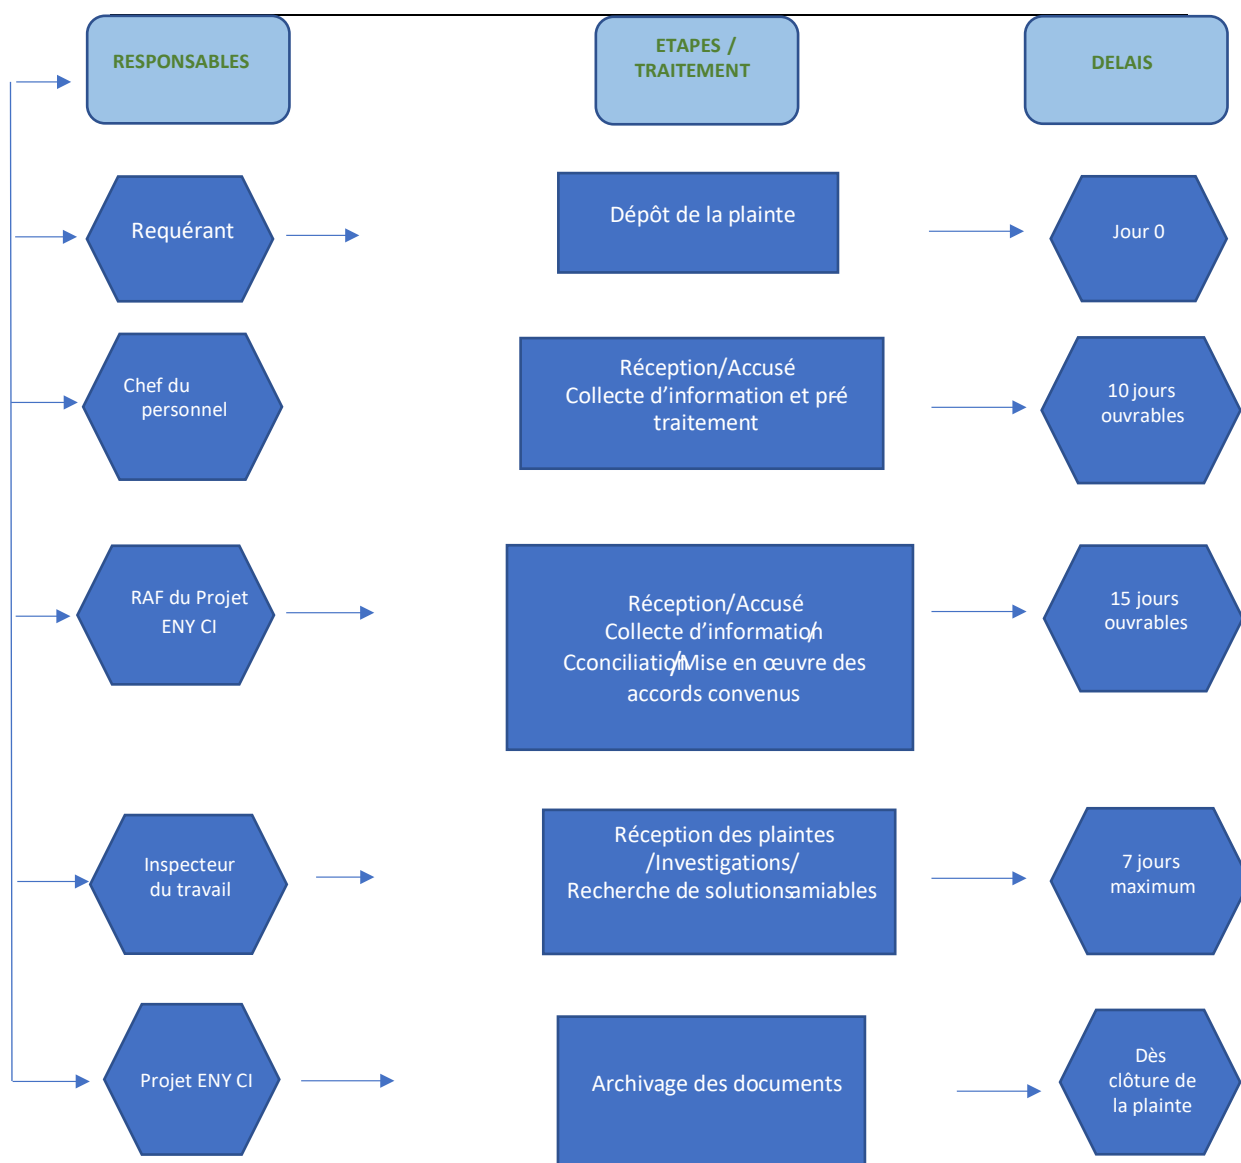 RESPONSABLES
ETAPES /
TRAITEMENT
DELAIS
Requérant
Dépôt de la plainte
Jour 0
Chef du
personnel
Réception/Accusé
Collecte d’information et pré-
traitement
10 jours
ouvrables
RAF du Projet
ENY CI
Réception/Accusé
Collecte d’information/
Cconciliation/Mise en œuvre des
accords convenus
15 jours
ouvrables
Inspecteur
du travail
Réception des plaintes
/Investigations/
Recherche de solutions amiables
7 jours
maximum
Projet ENY CI
Archivage des documents
Dès
clôture de
la plainte